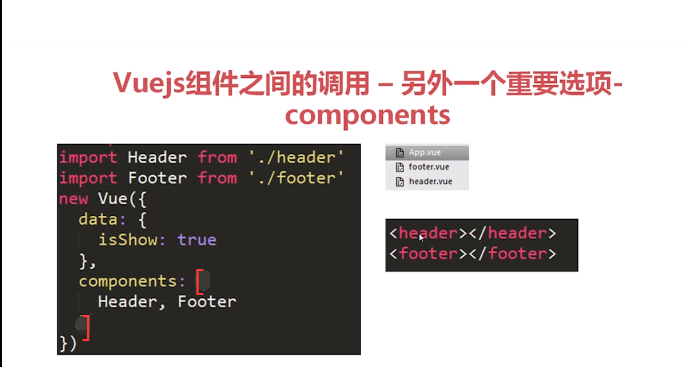 Vuejs组件之间的调用 – 另外一个重要选项-
components
import Header from './header'
import Footer from './footer'
new Vue({
data: {
isShow: true
},
components: [
Header, Footer
]
})
App.vue
footer.vue
header.vue
<header></header>
<footer></footer>